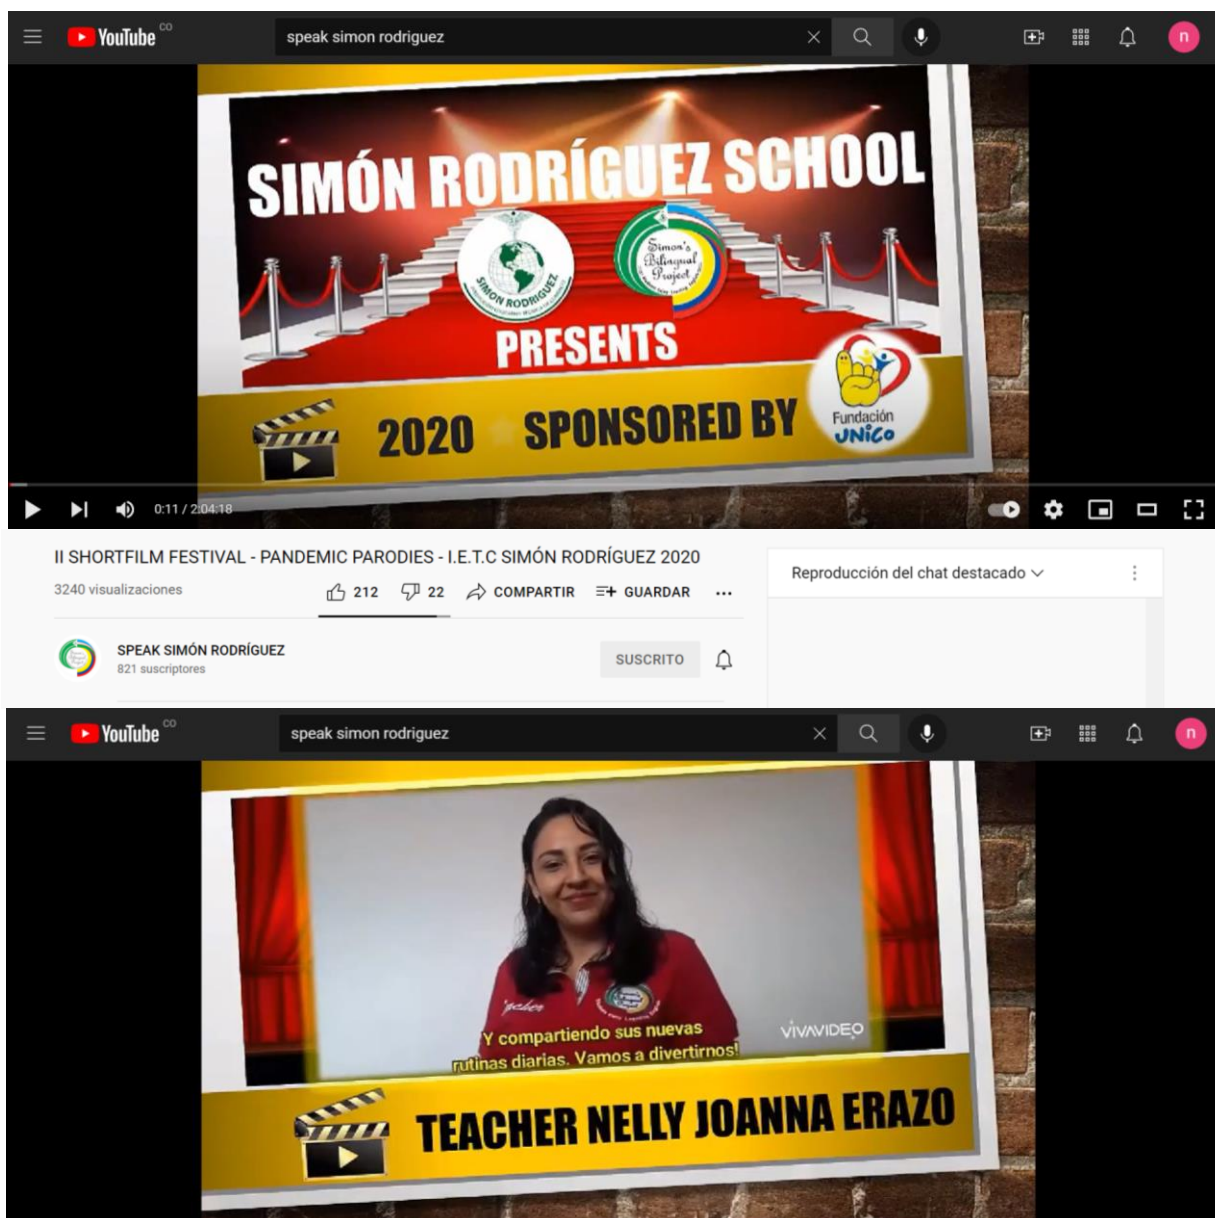 YouTube CO
speak simon rodriguez
SIMÓN RODRÍGUEZ SCHOOL
SIMON RODRIGUEZ
Simon's
Bilingual
Project
PRESENTS
2020 SPONSORED BY
Fundación
UNiCo
0:11 / 2:04:18
II SHORTFILM FESTIVAL - PANDEMIC PARODIES - I.E.T.C SIMÓN RODRÍGUEZ 2020
3240 visualizaciones
212 22 COMPARTIR GUARDAR
Reproducción del chat destacado
SPEAK SIMÓN RODRÍGUEZ
821 suscriptores
SUSCRITO
YouTube CO
speak simon rodriguez
n
Y compartiendo sus nuevas
rutinas diarias. Vamos a divertirnos!
VIVAVIDEO
TEACHER NELLY JOANNA ERAZO